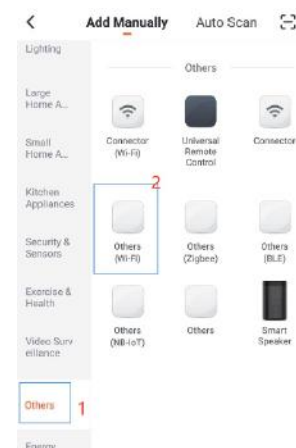 Add Manually
Auto Scan
Lighting
Large
Home A...
Small
Home A...
Kitchen
Appliances
Security &
Sensors
Exercise &
Health
Video Surv
eillance
Others
1
Energy
Others
Connector
(Wi-Fi)
Universal
Remote
Control
Connector
2
Others
(Wi-Fi)
Others
(Zigbee)
Others
(BLE)
Others
(NB-IoT)
Others
Smart
Speaker